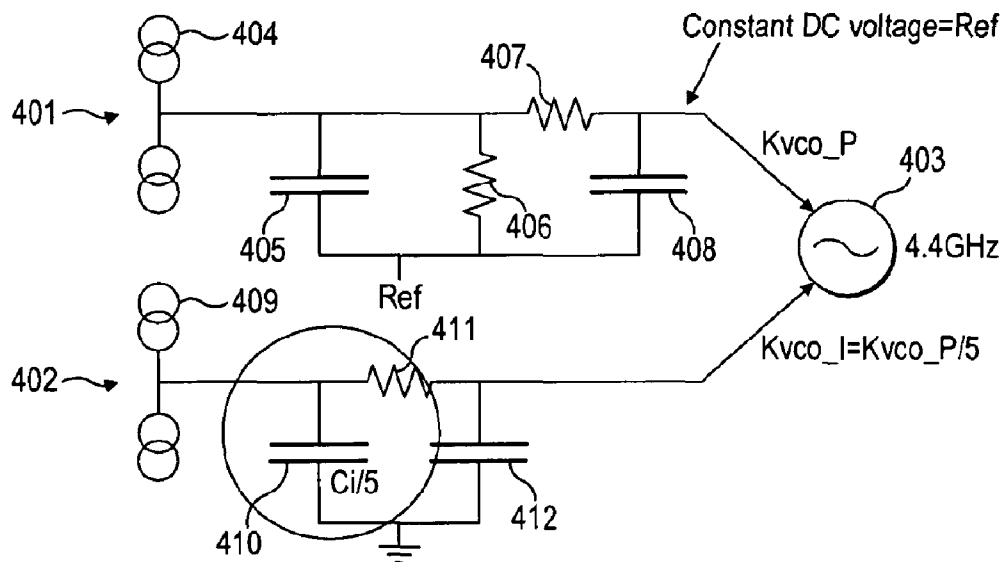 404
Constant DC voltage=Ref
407
401
Kvco_P
403
405
406
408
4.4GHz
Ref
409
411
Kvco_I=Kvco_P/5
402
Ci/5
410
412